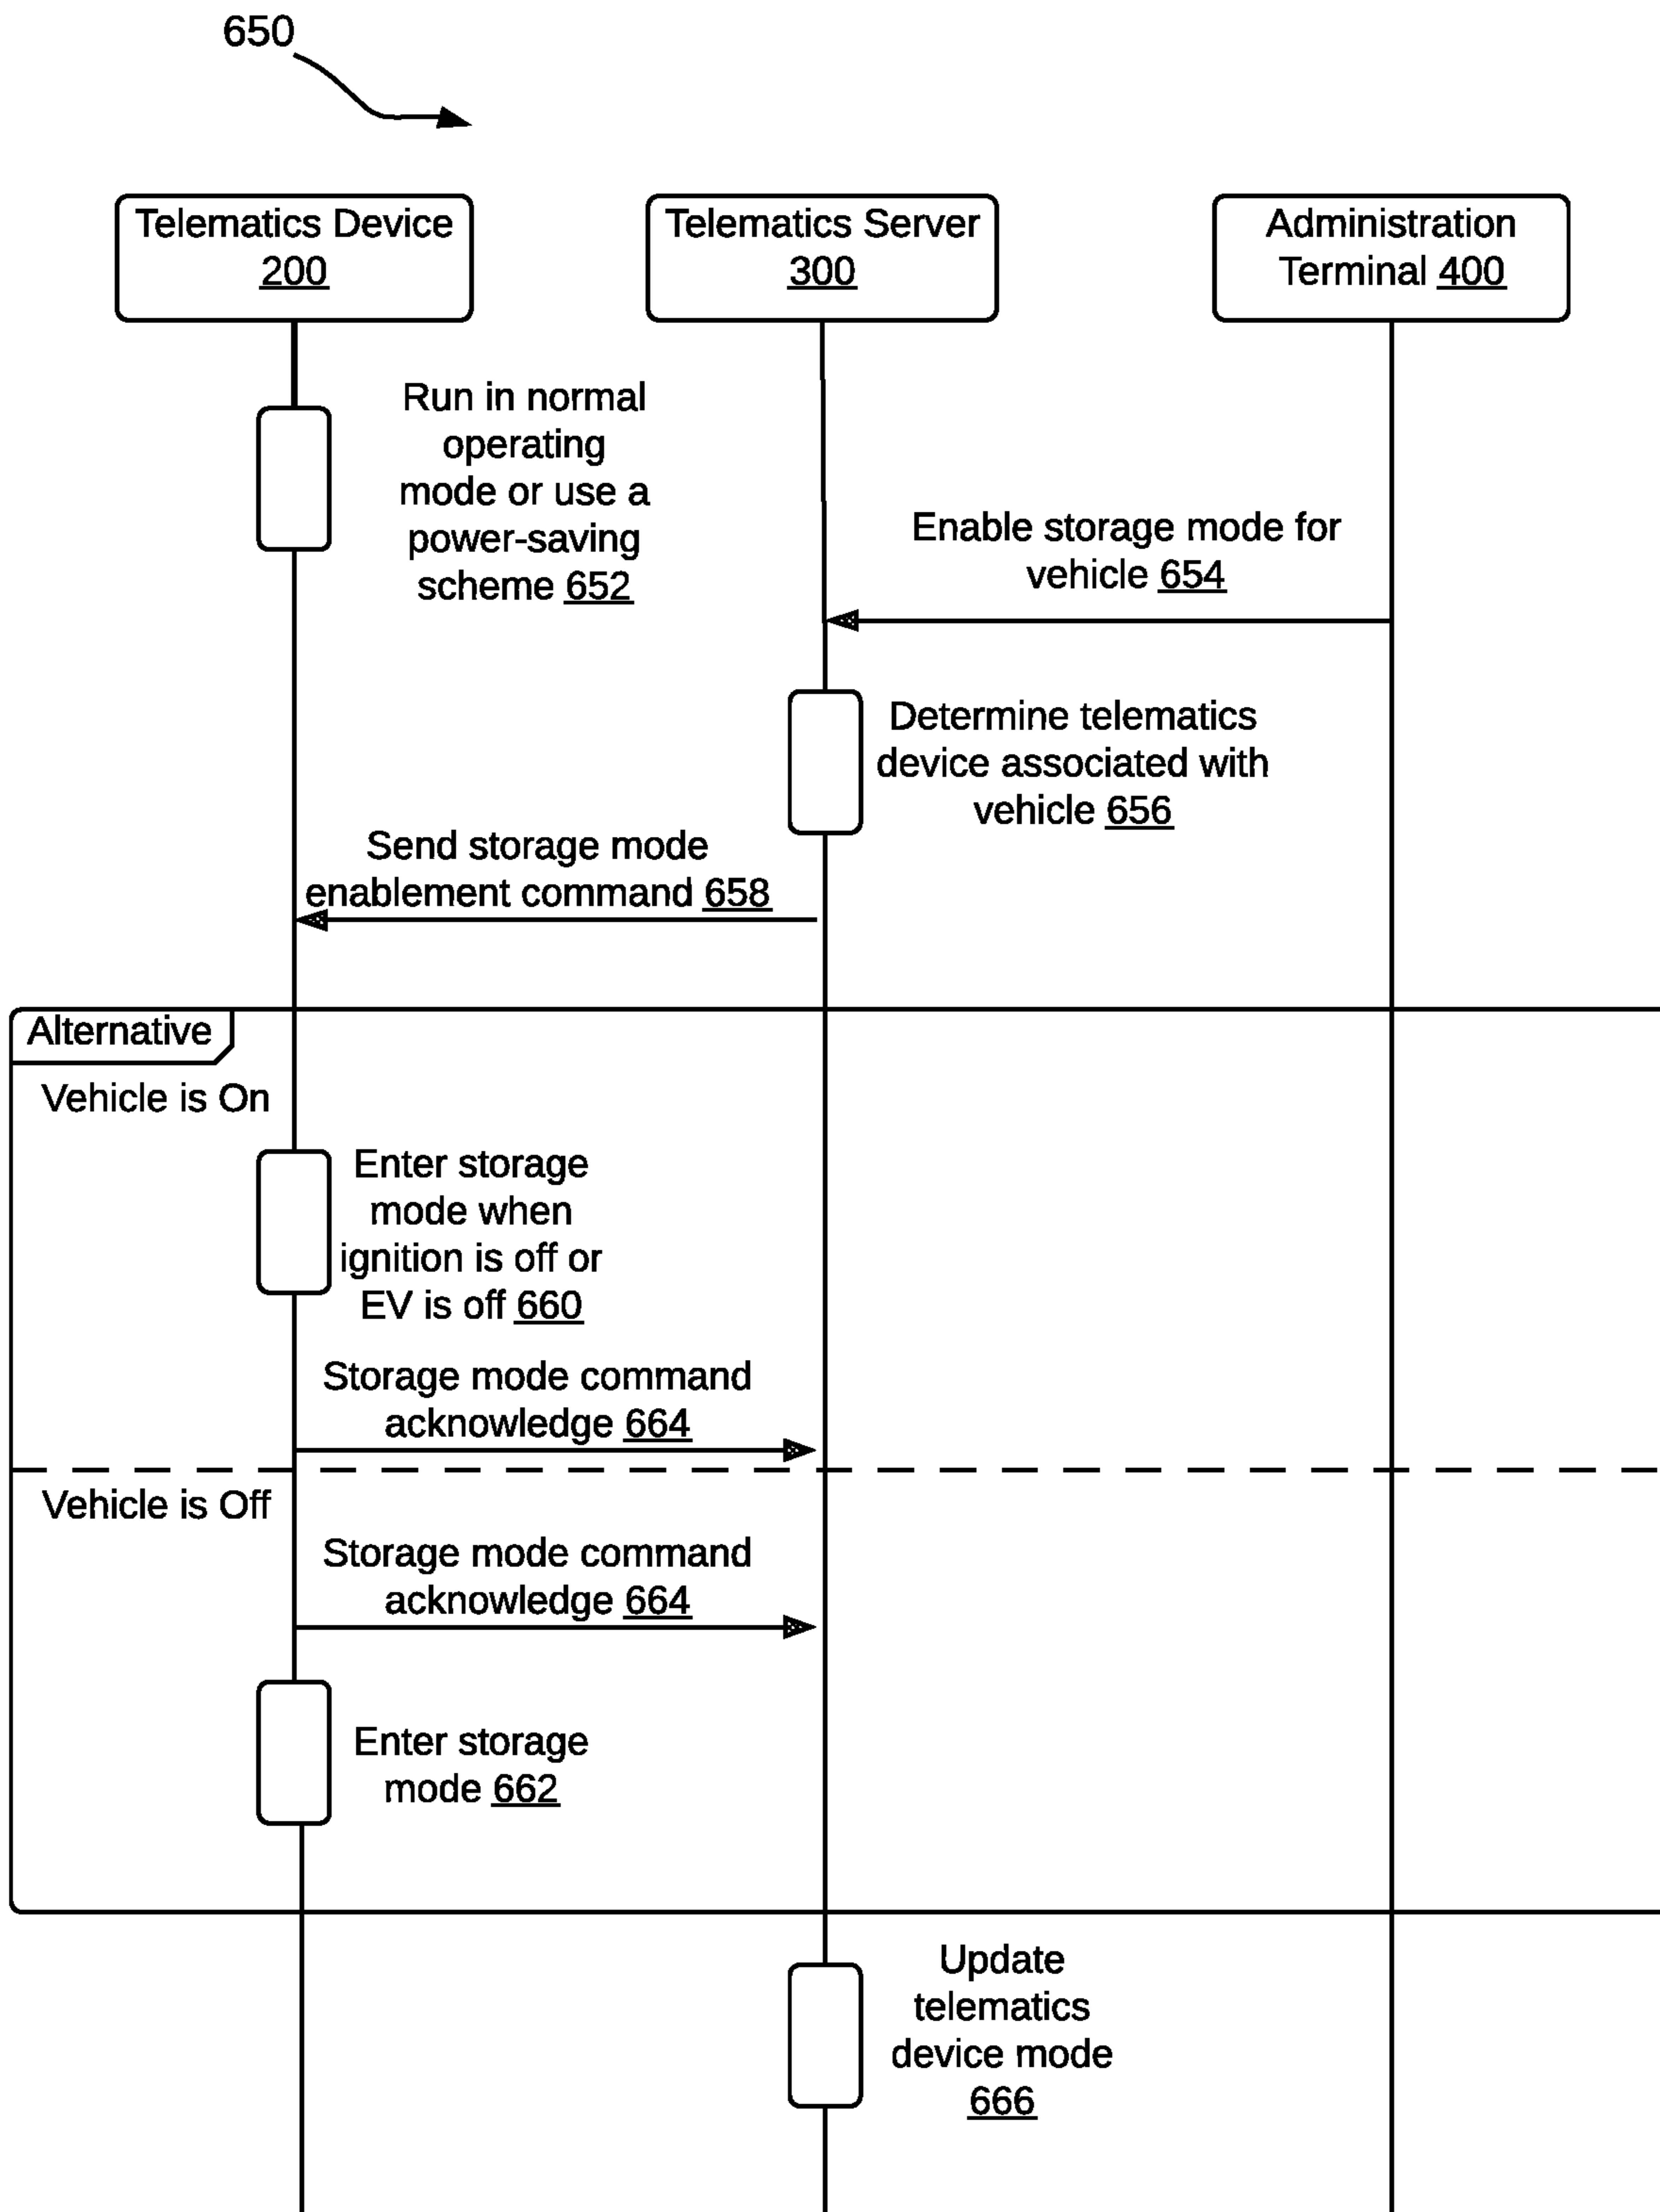 650
Telematics Device
200
Telematics Server
300
Administration
Terminal 400
Run in normal
operating
mode or use a
power-saving
scheme 652
Enable storage mode for
vehicle 654
Determine telematics
device associated with
vehicle 656
Send storage mode
enablement command 658
Alternative
Vehicle is On
Enter storage
mode when
ignition is off or
EV is off 660
Storage mode command
acknowledge 664
Vehicle is Off
Storage mode command
acknowledge 664
Enter storage
mode 662
Update
telematics
device mode
666